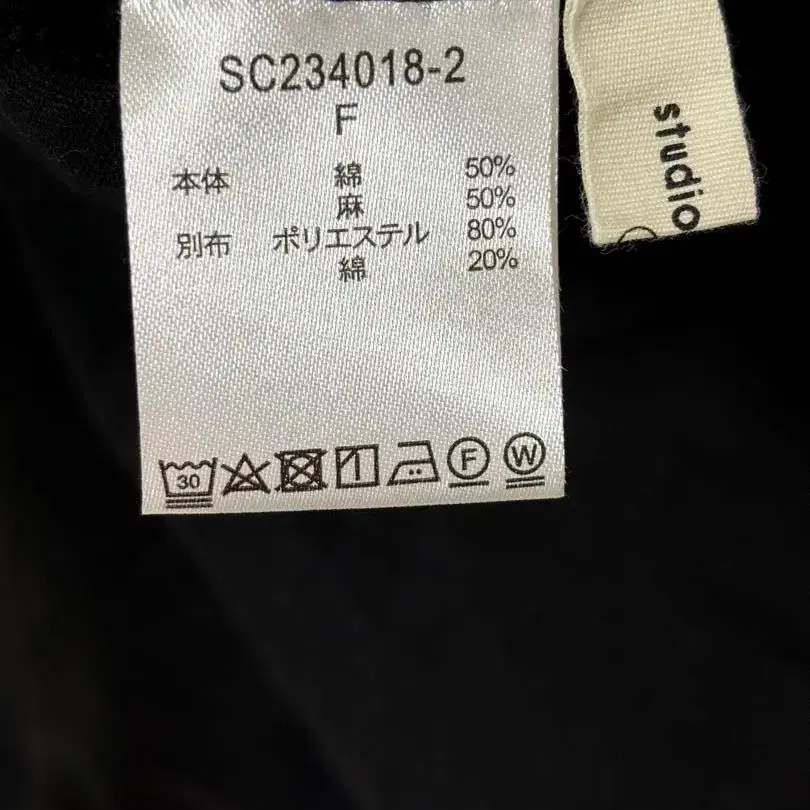 SC234018-2
F
本体 綿 50%
麻 50%
別布 ポリエステル 80%
綿 20%
30
F
W
studio